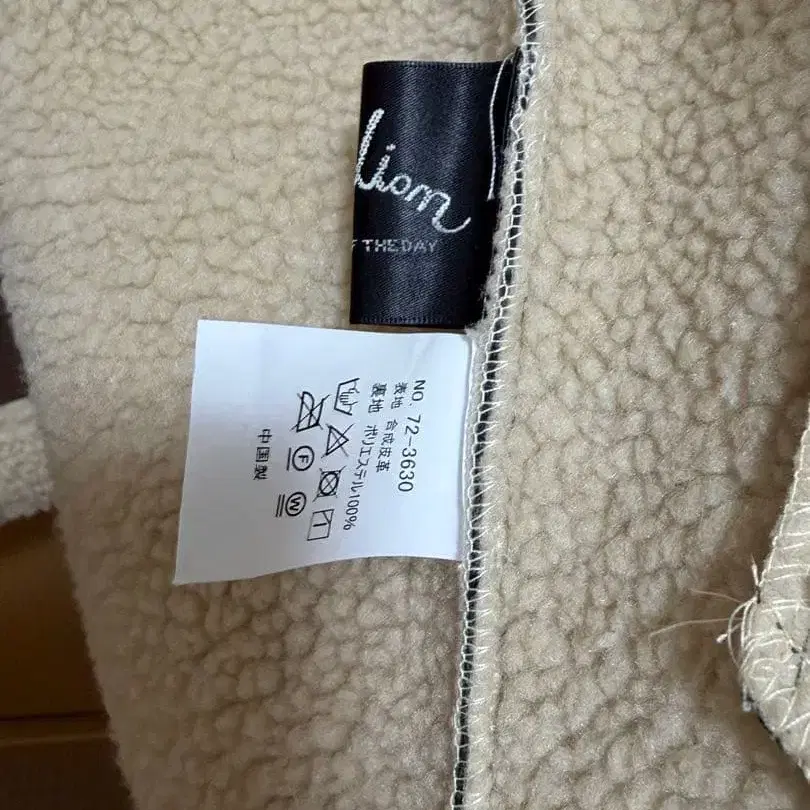 liom
THE DAY
NO. 72-3630
表地 合成皮革
裏地 ポリエステル100%
F W
中国製